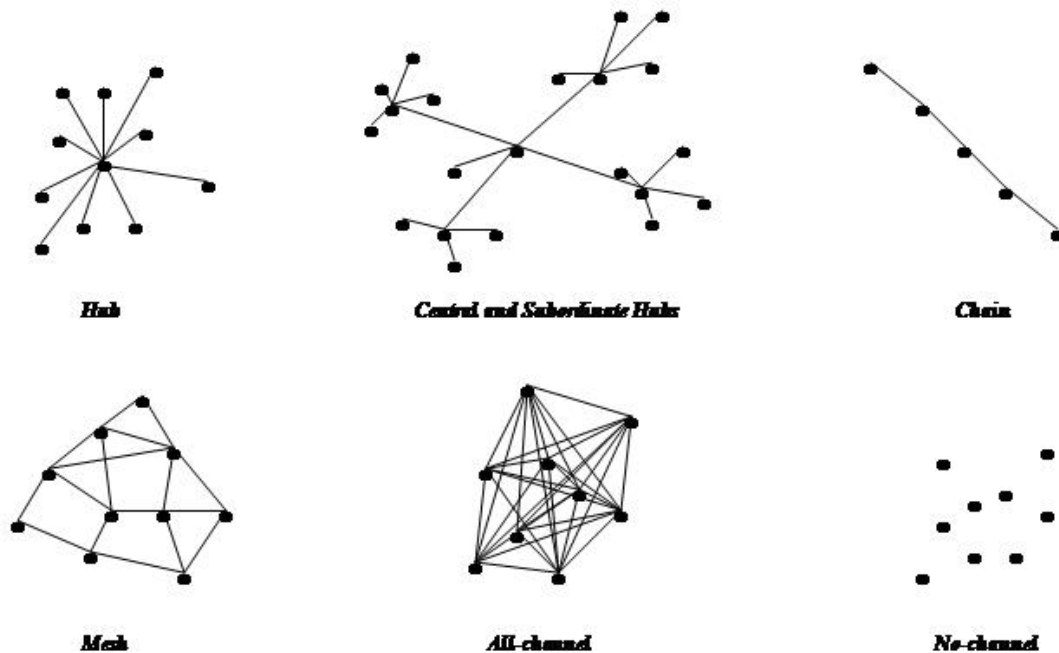 Hub
Central and Subordinate Hubs
Chain
Mesh
All-channel
No-channel